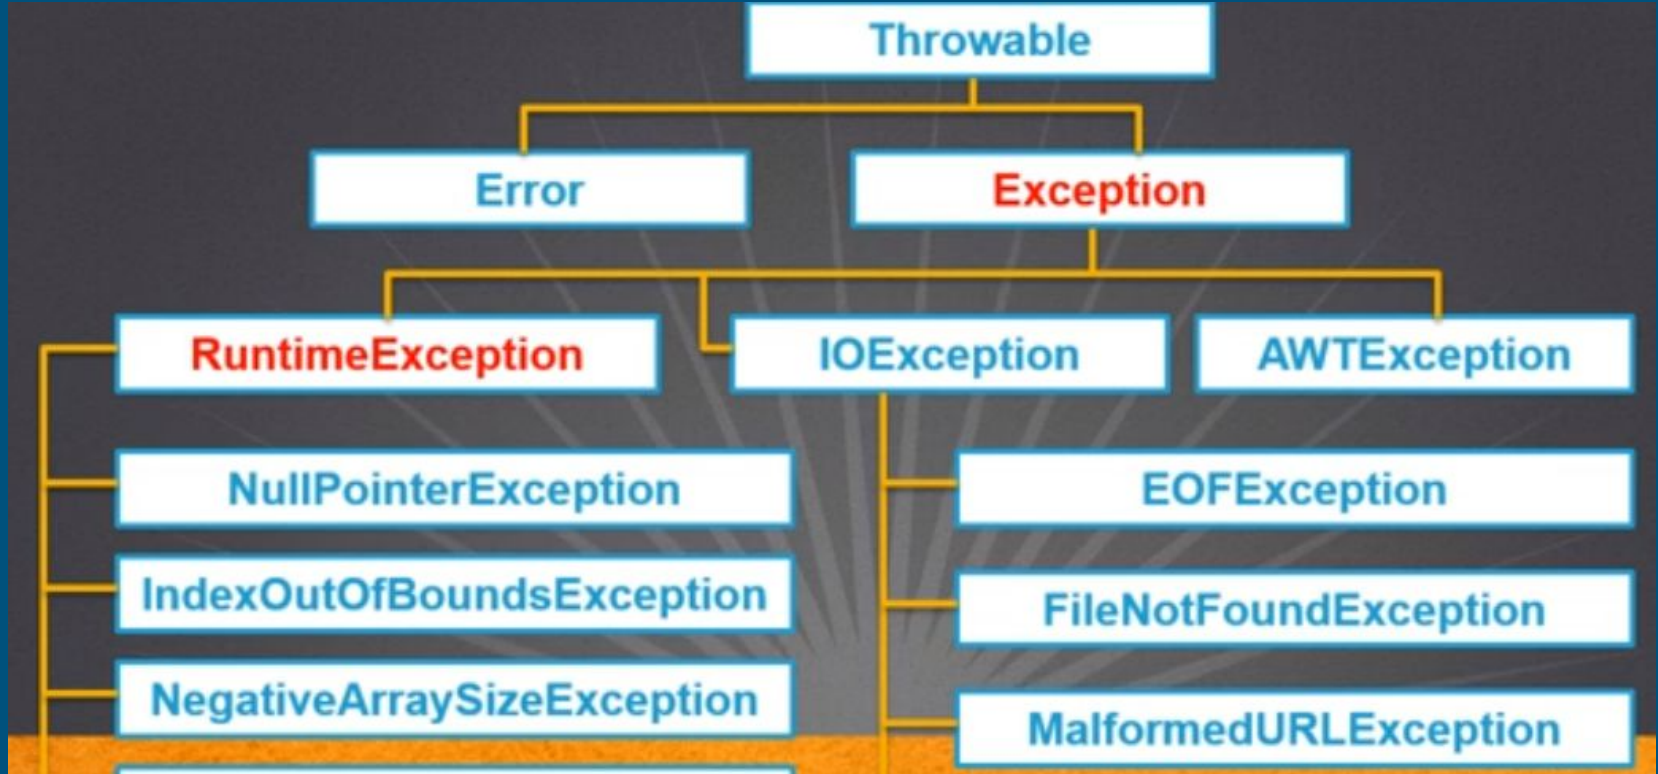 Throwable
Error
Exception
RuntimeException
IOException
AWTException
NullPointerException
EOFException
IndexOutOfBoundsException
FileNotFoundException
NegativeArraySizeException
MalformedURLException